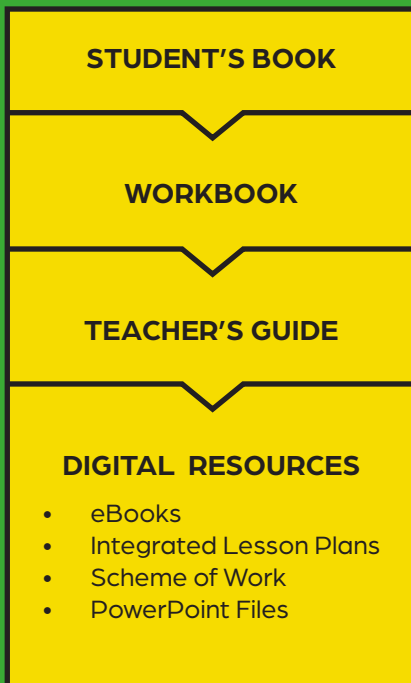 STUDENT'S BOOK
WORKBOOK
TEACHER'S GUIDE
DIGITAL RESOURCES
• eBooks
• Integrated Lesson Plans
• Scheme of Work
• PowerPoint Files